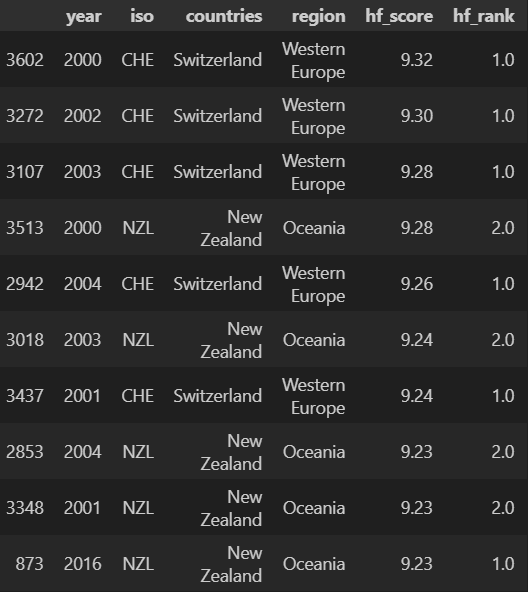 year iso countries region hf_score hf_rank
3602 2000 CHE Switzerland Western Europe 9.32 1.0
3272 2002 CHE Switzerland Western Europe 9.30 1.0
3107 2003 CHE Switzerland Western Europe 9.28 1.0
3513 2000 NZL New Zealand Oceania 9.28 2.0
2942 2004 CHE Switzerland Western Europe 9.26 1.0
3018 2003 NZL New Zealand Oceania 9.24 2.0
3437 2001 CHE Switzerland Western Europe 9.24 1.0
2853 2004 NZL New Zealand Oceania 9.23 2.0
3348 2001 NZL New Zealand Oceania 9.23 2.0
873 2016 NZL New Zealand Oceania 9.23 1.0